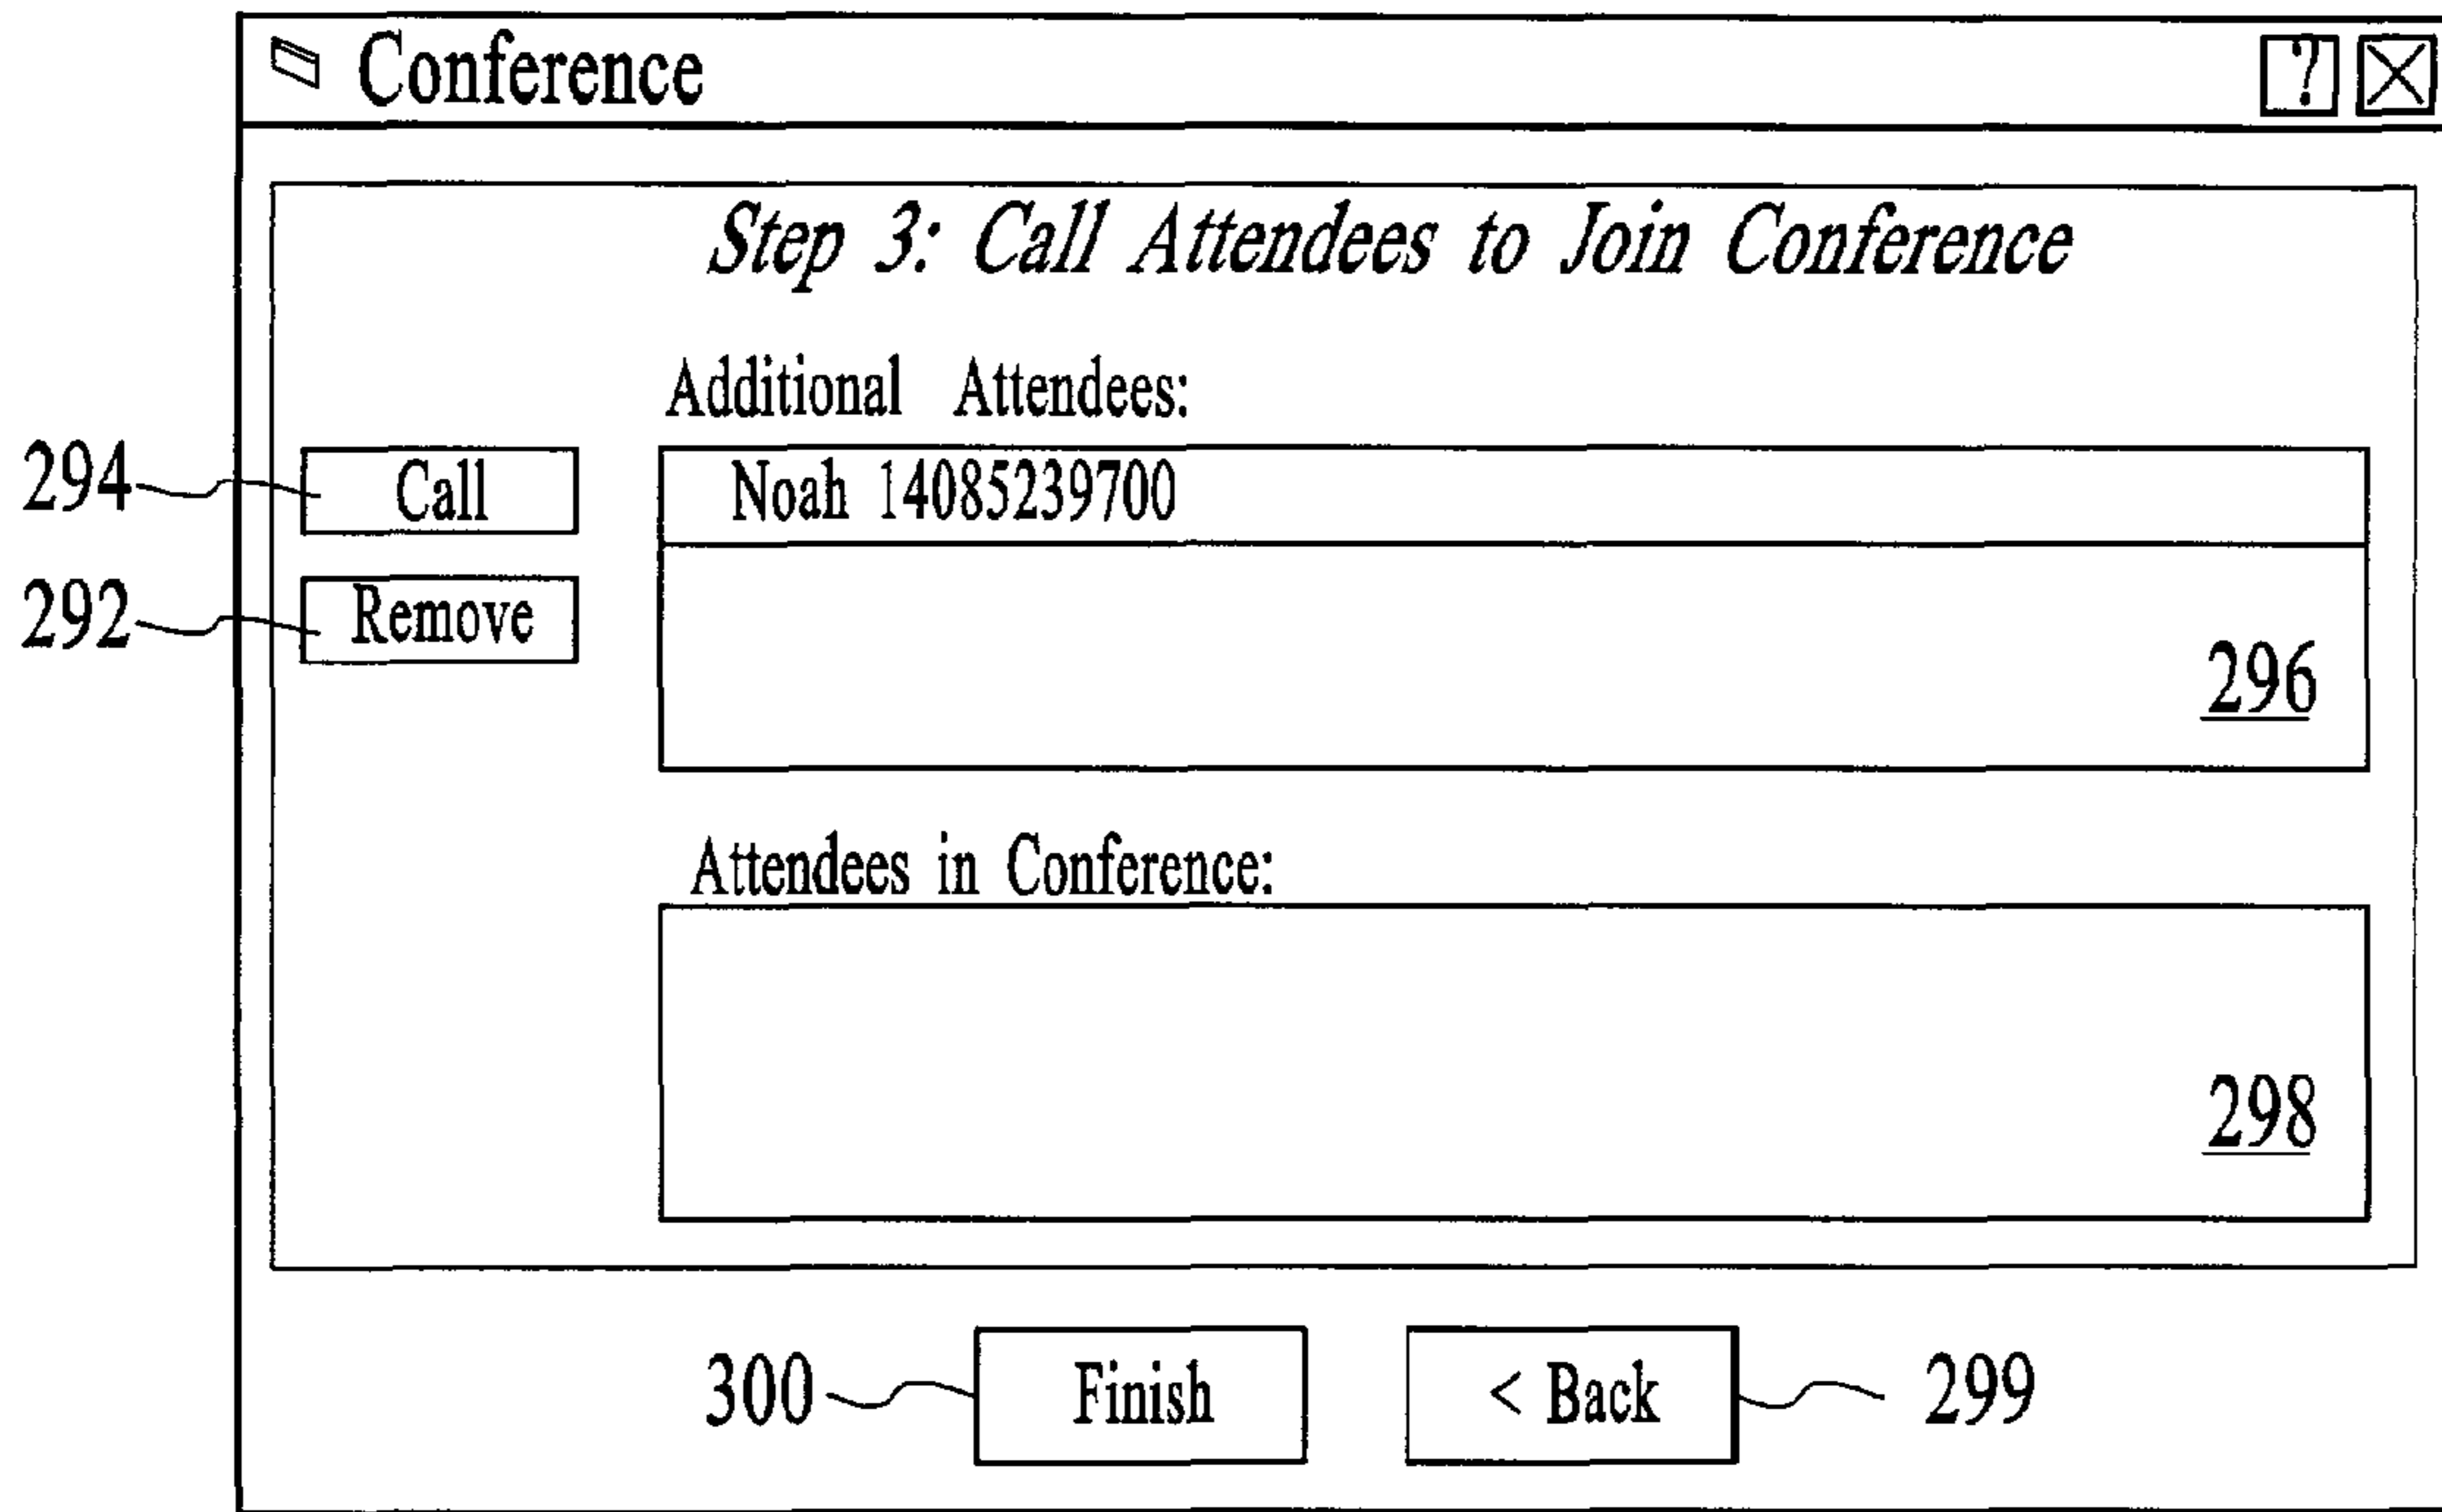 Conference ?
Step 3: Call Attendees to Join Conference
Additional Attendees:
294 Call Noah 14085239700
292 Remove
296
Attendees in Conference:
298
300 Finish < Back 299